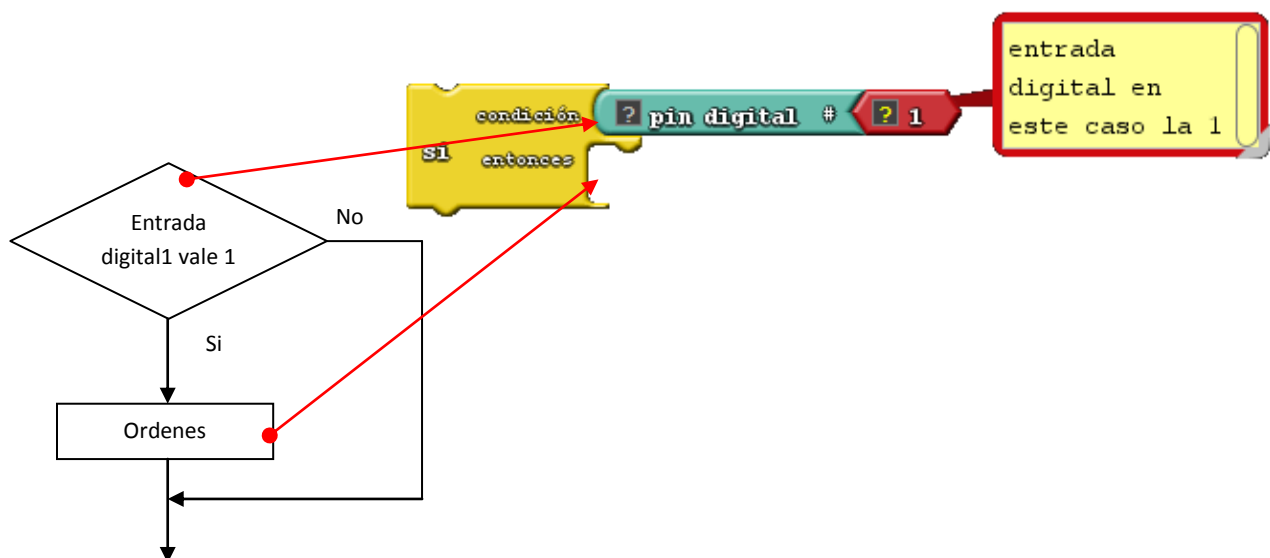 entrada
digital en
este caso la 1
condición
? pin digital #
? 1
si
entonces
Entrada
digital1 vale 1
No
Si
Ordenes